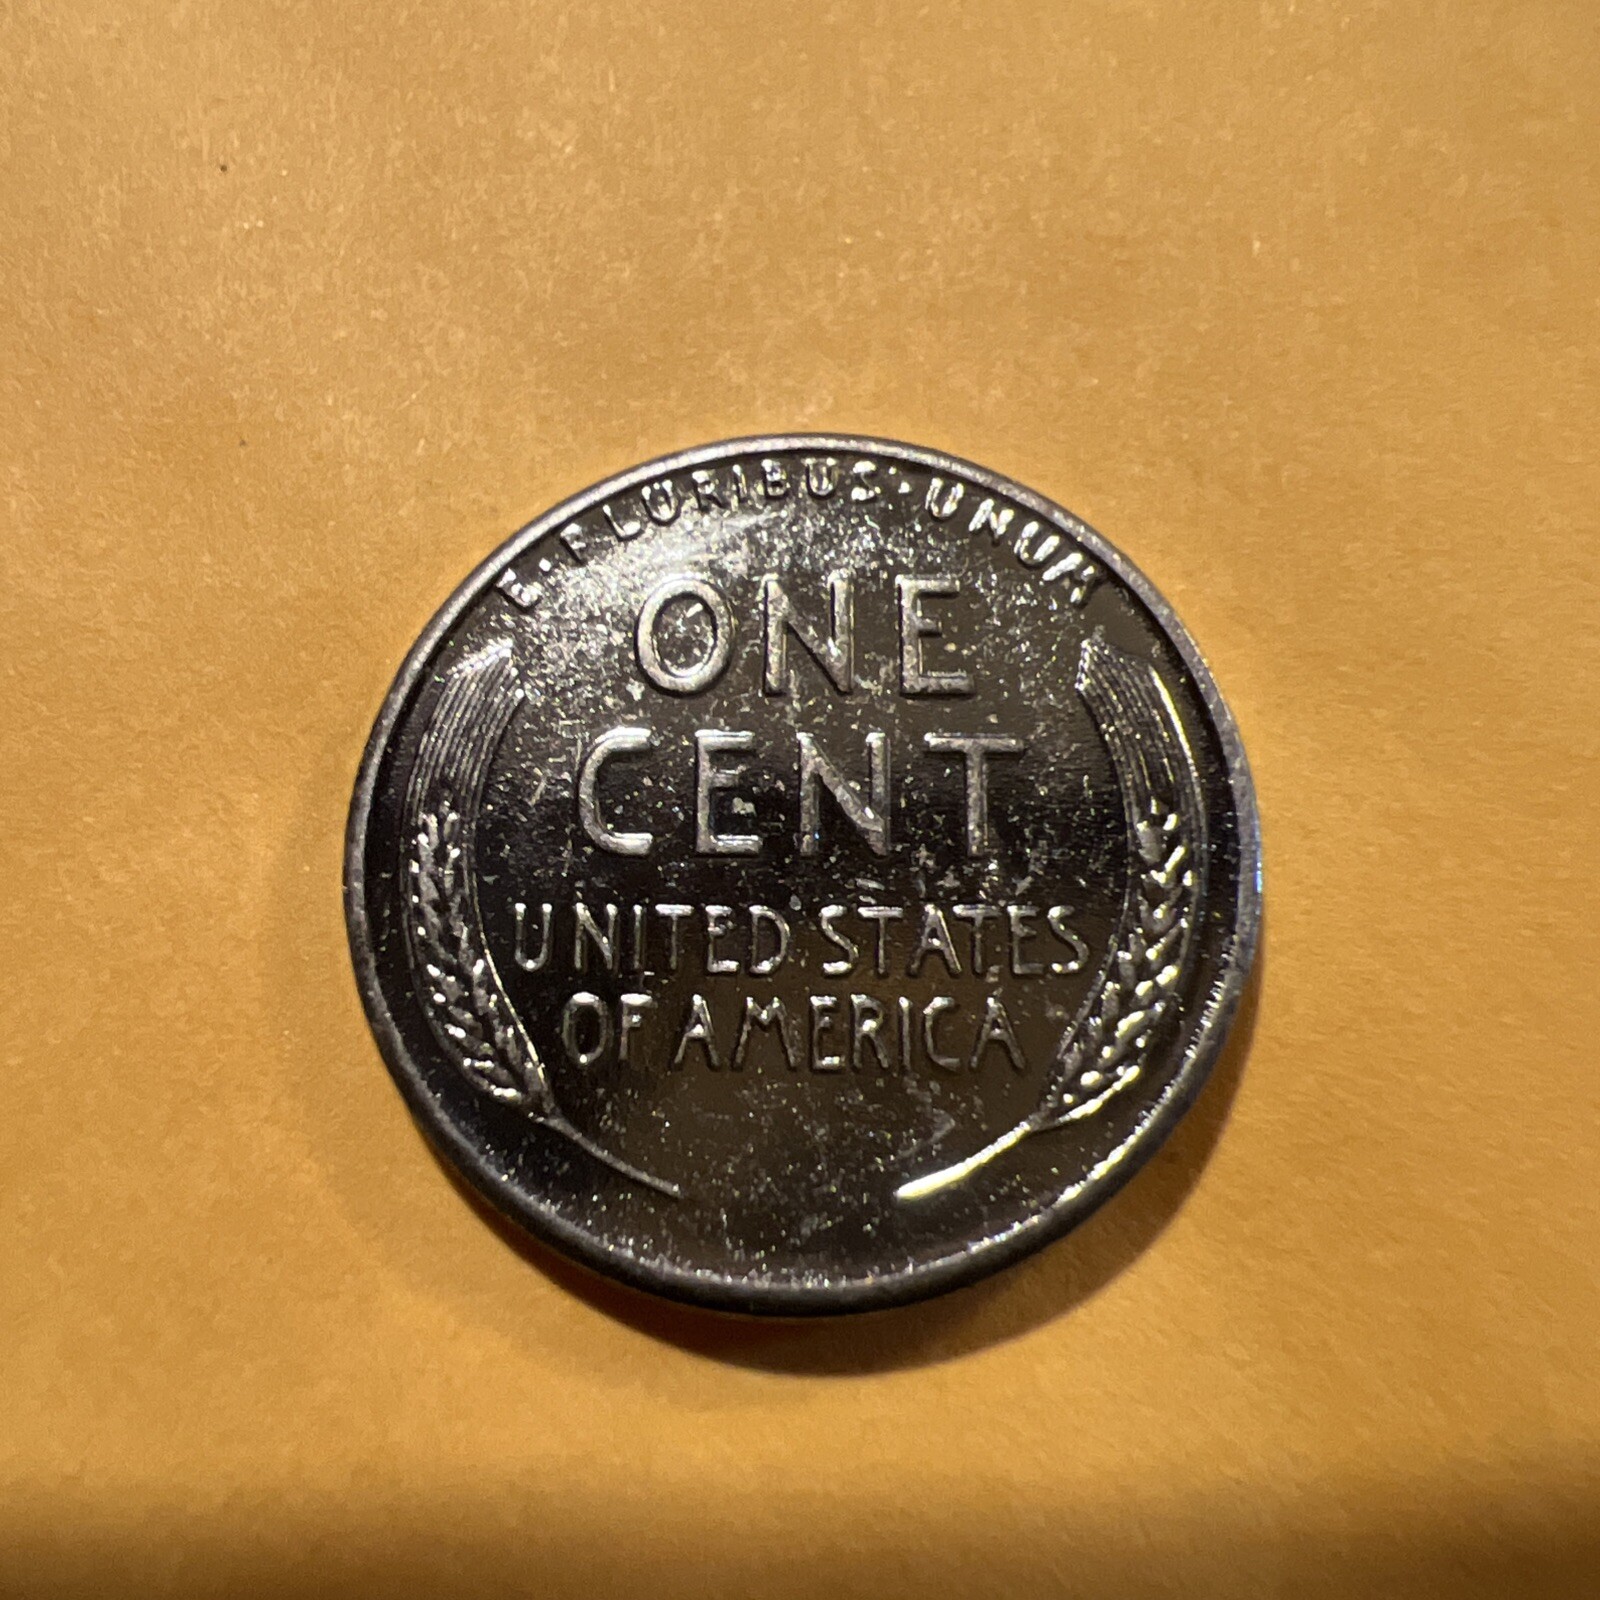 E·PLURIBUS·UNUM
ONE
CENT
UNITED STATES
OF AMERICA